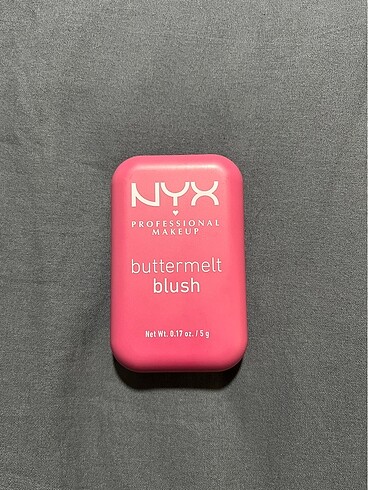 NYX
PROFESSIONAL
MAKEUP
buttermelt
blush
Net Wt. 0.17 oz. / 5 g